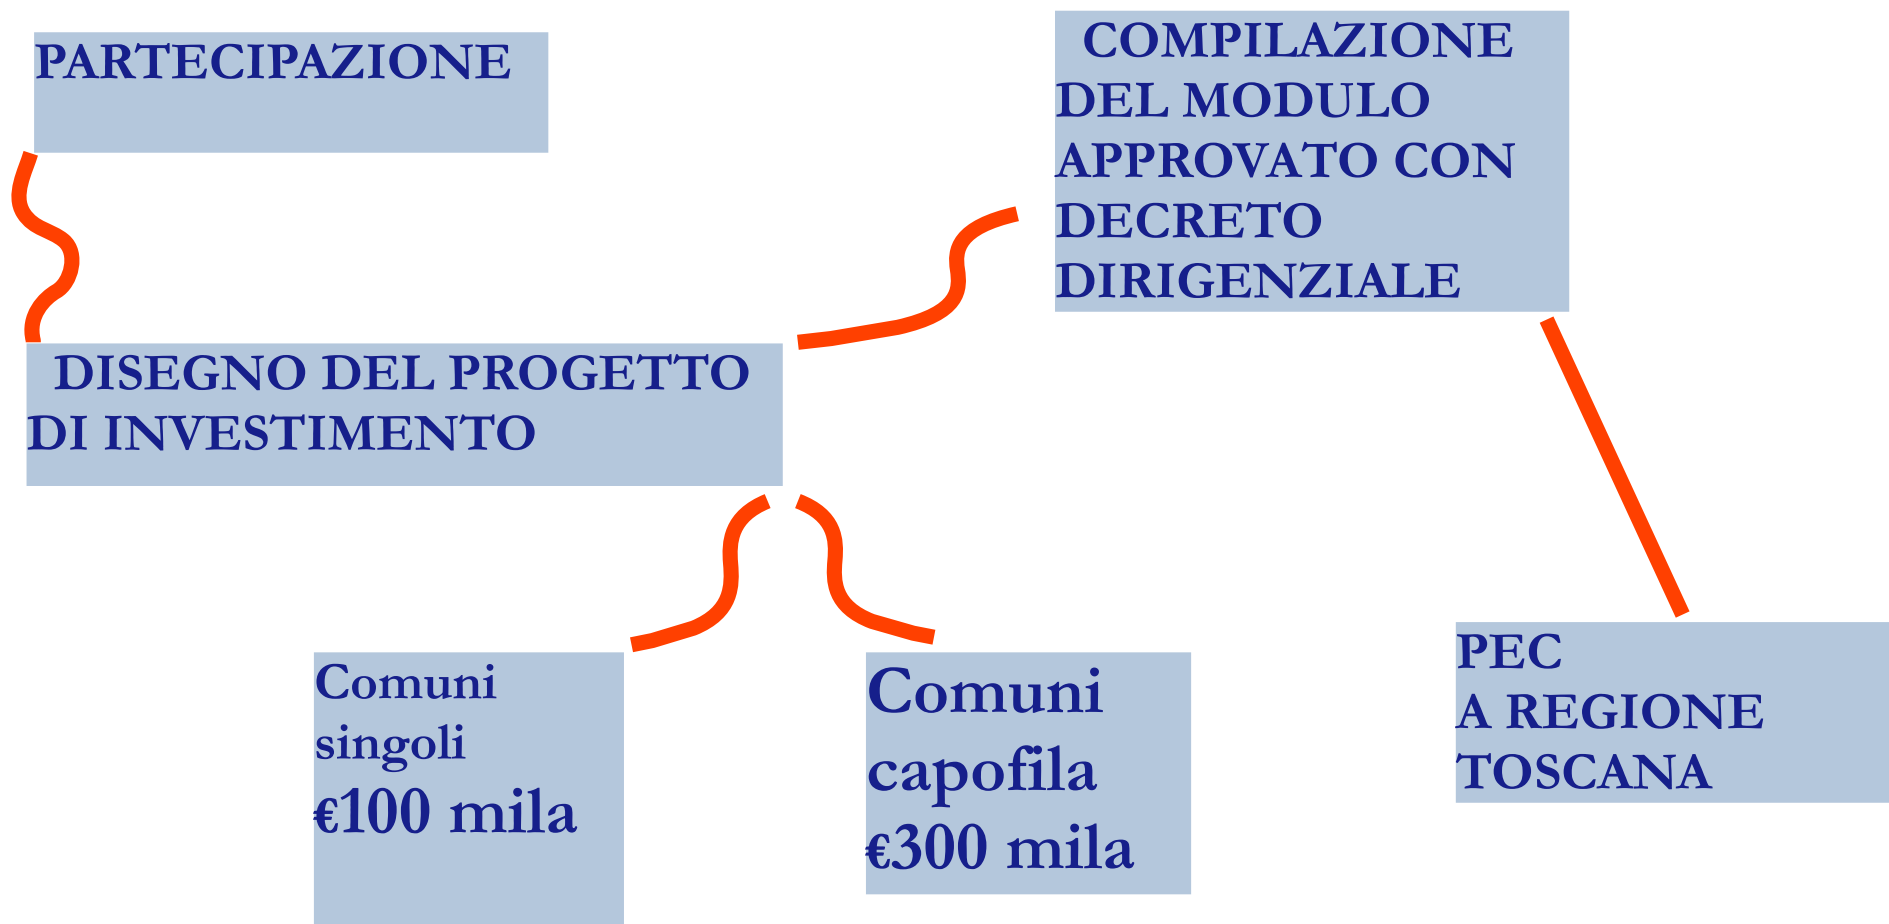 PARTECIPAZIONE
COMPILAZIONE
DEL MODULO
APPROVATO CON
DECRETO
DIRIGENZIALE
DISEGNO DEL PROGETTO
DI INVESTIMENTO
Comuni
singoli
€100 mila
Comuni
capofila
€300 mila
PEC
A REGIONE
TOSCANA